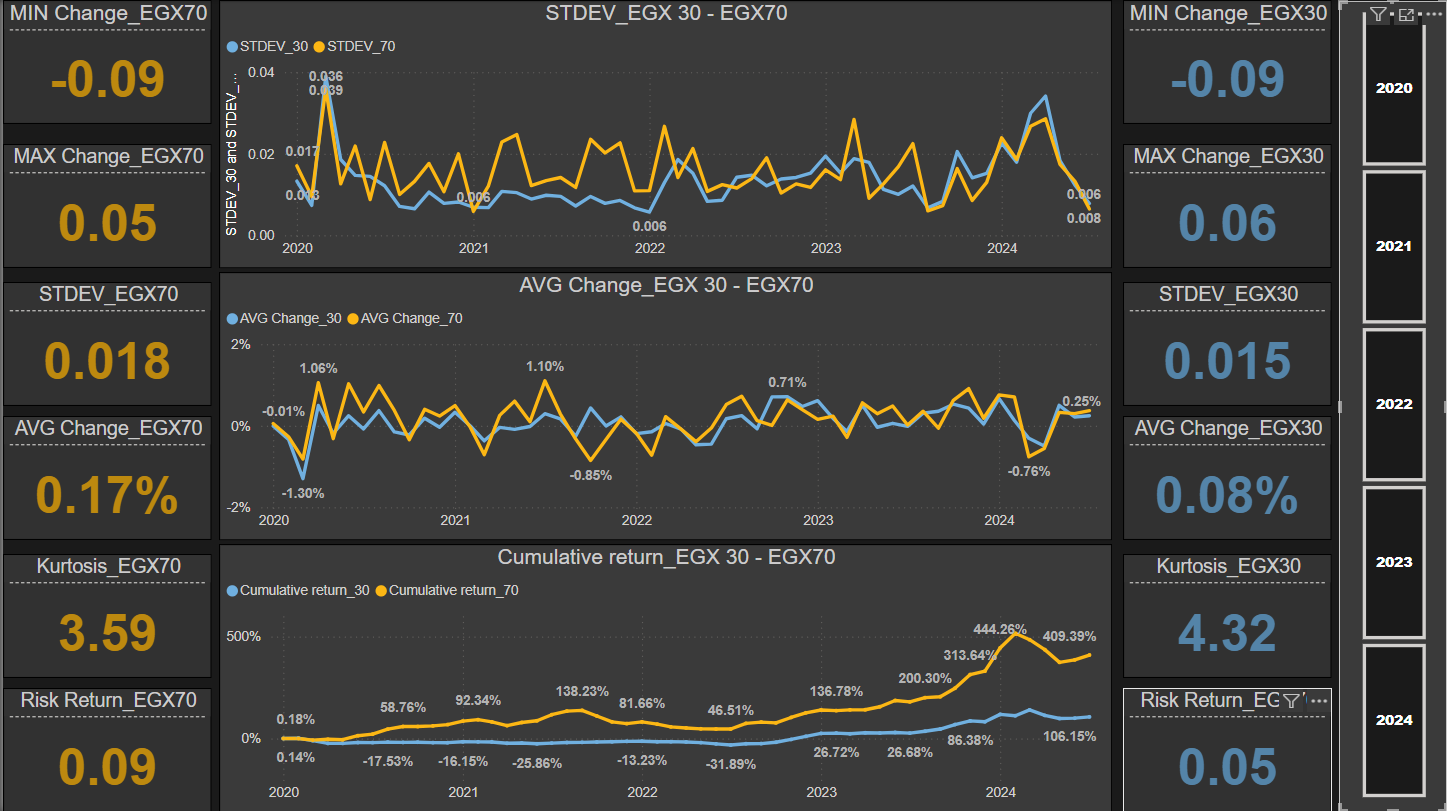 MIN Change_EGX70
-0.09
MAX Change_EGX70
0.05
STDEV_EGX70
0.018
AVG Change_EGX70
0.17%
Kurtosis_EGX70
3.59
Risk Return_EGX70
0.09
STDEV_EGX 30 - EGX70
STDEV_30 STDEV_70
STDEV_30 and STDEV_...
0.04
0.02
0.00
0.036
0.039
0.017
0.006
0.006
0.006
0.008
2020 2021 2022 2023 2024
AVG Change_EGX 30 - EGX70
AVG Change_30 AVG Change_70
2%
0%
-2%
1.06%
1.10%
0.71%
0.25%
-0.01%
-1.30%
-0.85%
-0.76%
2020 2021 2022 2023 2024
Cumulative return_EGX 30 - EGX70
Cumulative return_30 Cumulative return_70
500%
0%
444.26% 409.39%
313.64%
200.30%
0.18% 58.76% 92.34% 138.23% 81.66% 46.51% 136.78%
0.14% -17.53% -16.15% -25.86% -13.23% -31.89% 26.72% 26.68% 86.38% 106.15%
2020 2021 2022 2023 2024
MIN Change_EGX30
-0.09
MAX Change_EGX30
0.06
STDEV_EGX30
0.015
AVG Change_EGX30
0.08%
Kurtosis_EGX30
4.32
Risk Return_EG
0.05
2020
2021
2022
2023
2024